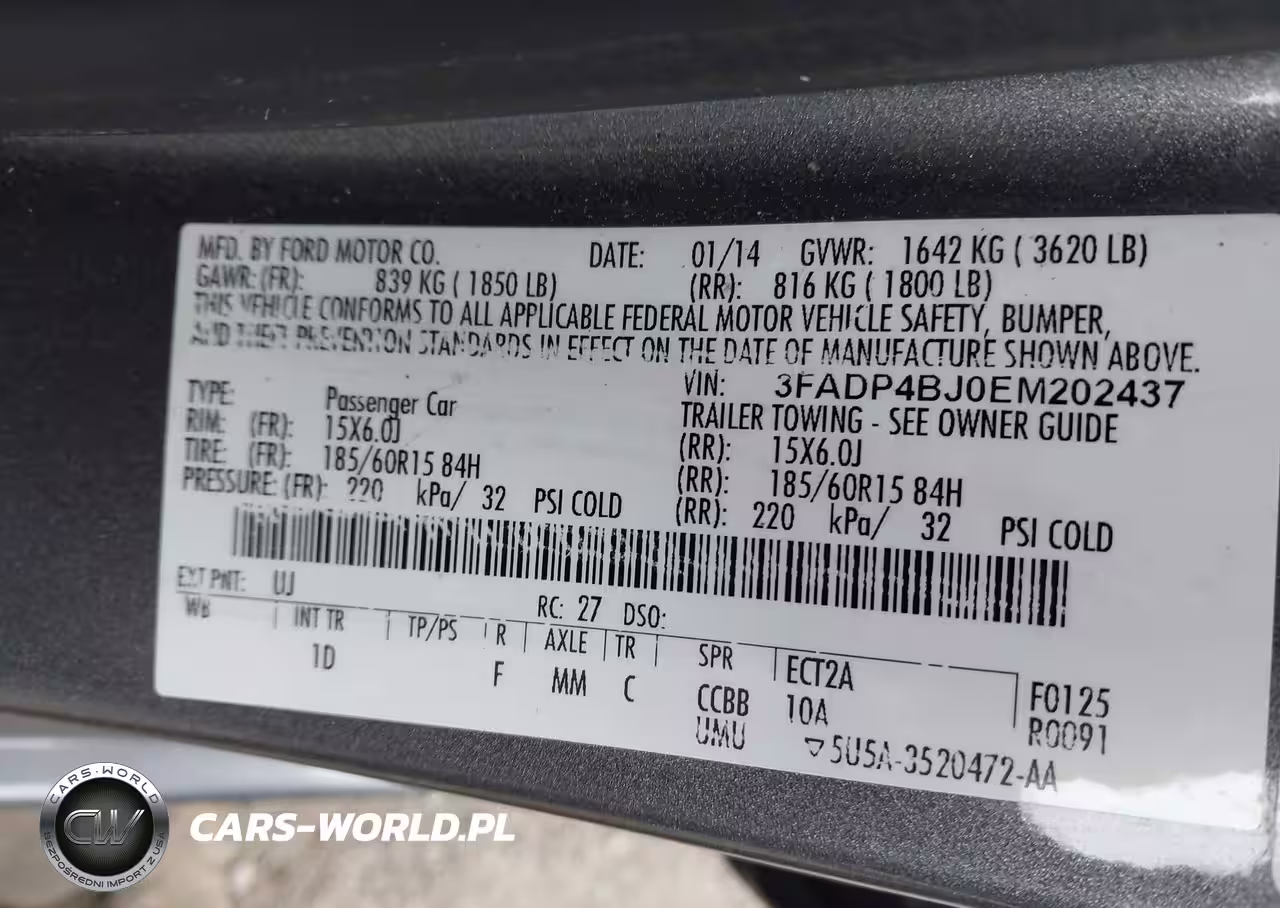 MFD. BY FORD MOTOR CO. DATE: 01/14 GVWR: 1642 KG ( 3620 LB)
GAWR: (FR): 839 KG ( 1850 LB) (RR): 816 KG ( 1800 LB)
THIS VEHICLE CONFORMS TO ALL APPLICABLE FEDERAL MOTOR VEHICLE SAFETY, BUMPER,
AND THEFT PREVENTION STANDARDS IN EFFECT ON THE DATE OF MANUFACTURE SHOWN ABOVE.
VIN: 3FADP4BJ0EM202437
TYPE: Passenger Car TRAILER TOWING - SEE OWNER GUIDE
RIM: (FR): 15X6.0J (RR): 15X6.0J
TIRE: (FR): 185/60R15 84H (RR): 185/60R15 84H
PRESSURE: (FR): 220 kPa/ 32 PSI COLD (RR): 220 kPa/ 32 PSI COLD
EXT PNT: UJ RC: 27 DSO:
WB INT TR TP/PS R AXLE TR SPR ECT2A
1D F MM C CCBB 10A F0125
UMU R0091
▽5U5A-3520472-AA
CARS-WORLD
CW
BEZPOŚREDNI IMPORT Z USA
CARS-WORLD.PL